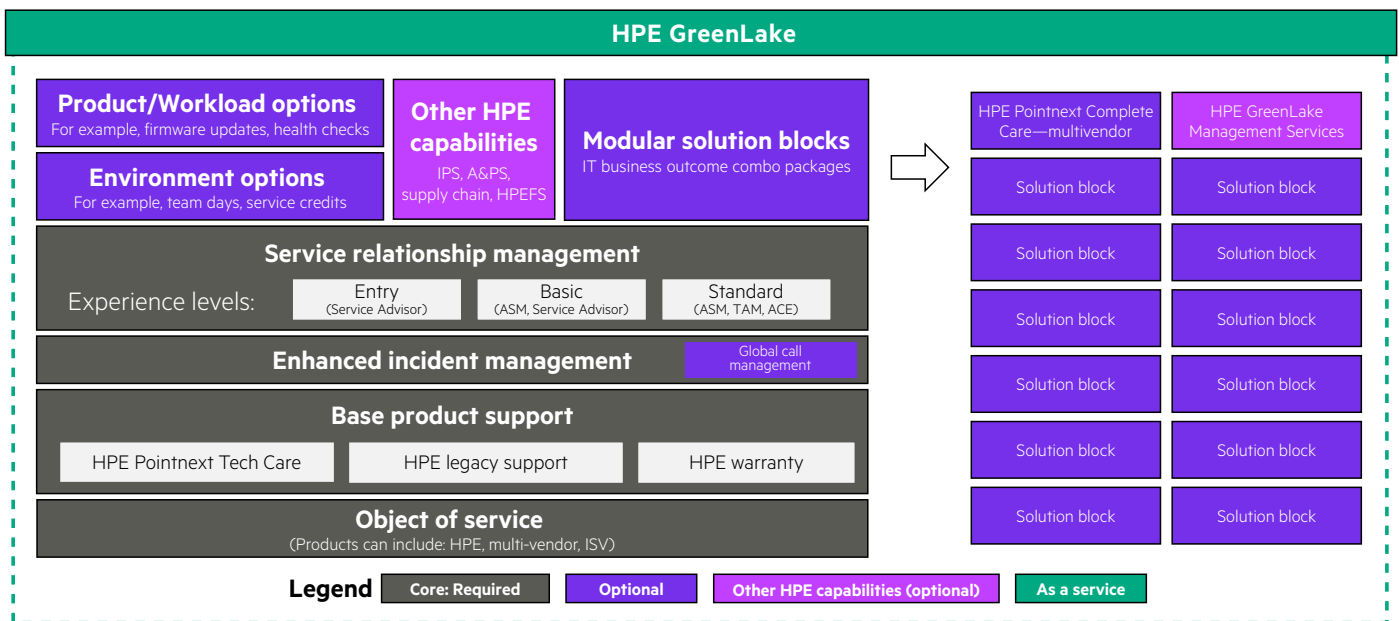 HPE GreenLake
Product/Workload options
For example, firmware updates, health checks
Environment options
For example, team days, service credits
Other HPE
capabilities
IPS, A&PS,
supply chain, HPEFS
Modular solution blocks
IT business outcome combo packages
Service relationship management
Experience levels:
Entry
(Service Advisor)
Basic
(ASM, Service Advisor)
Standard
(ASM, TAM, ACE)
Enhanced incident management
Global call
management
Base product support
HPE Pointnext Tech Care
HPE legacy support
HPE warranty
Object of service
(Products can include: HPE, multi-vendor, ISV)
HPE Pointnext Complete
Care—multivendor
HPE GreenLake
Management Services
Solution block
Solution block
Solution block
Solution block
Solution block
Solution block
Solution block
Solution block
Solution block
Solution block
Solution block
Solution block
Legend
Core: Required
Optional
Other HPE capabilities (optional)
As a service